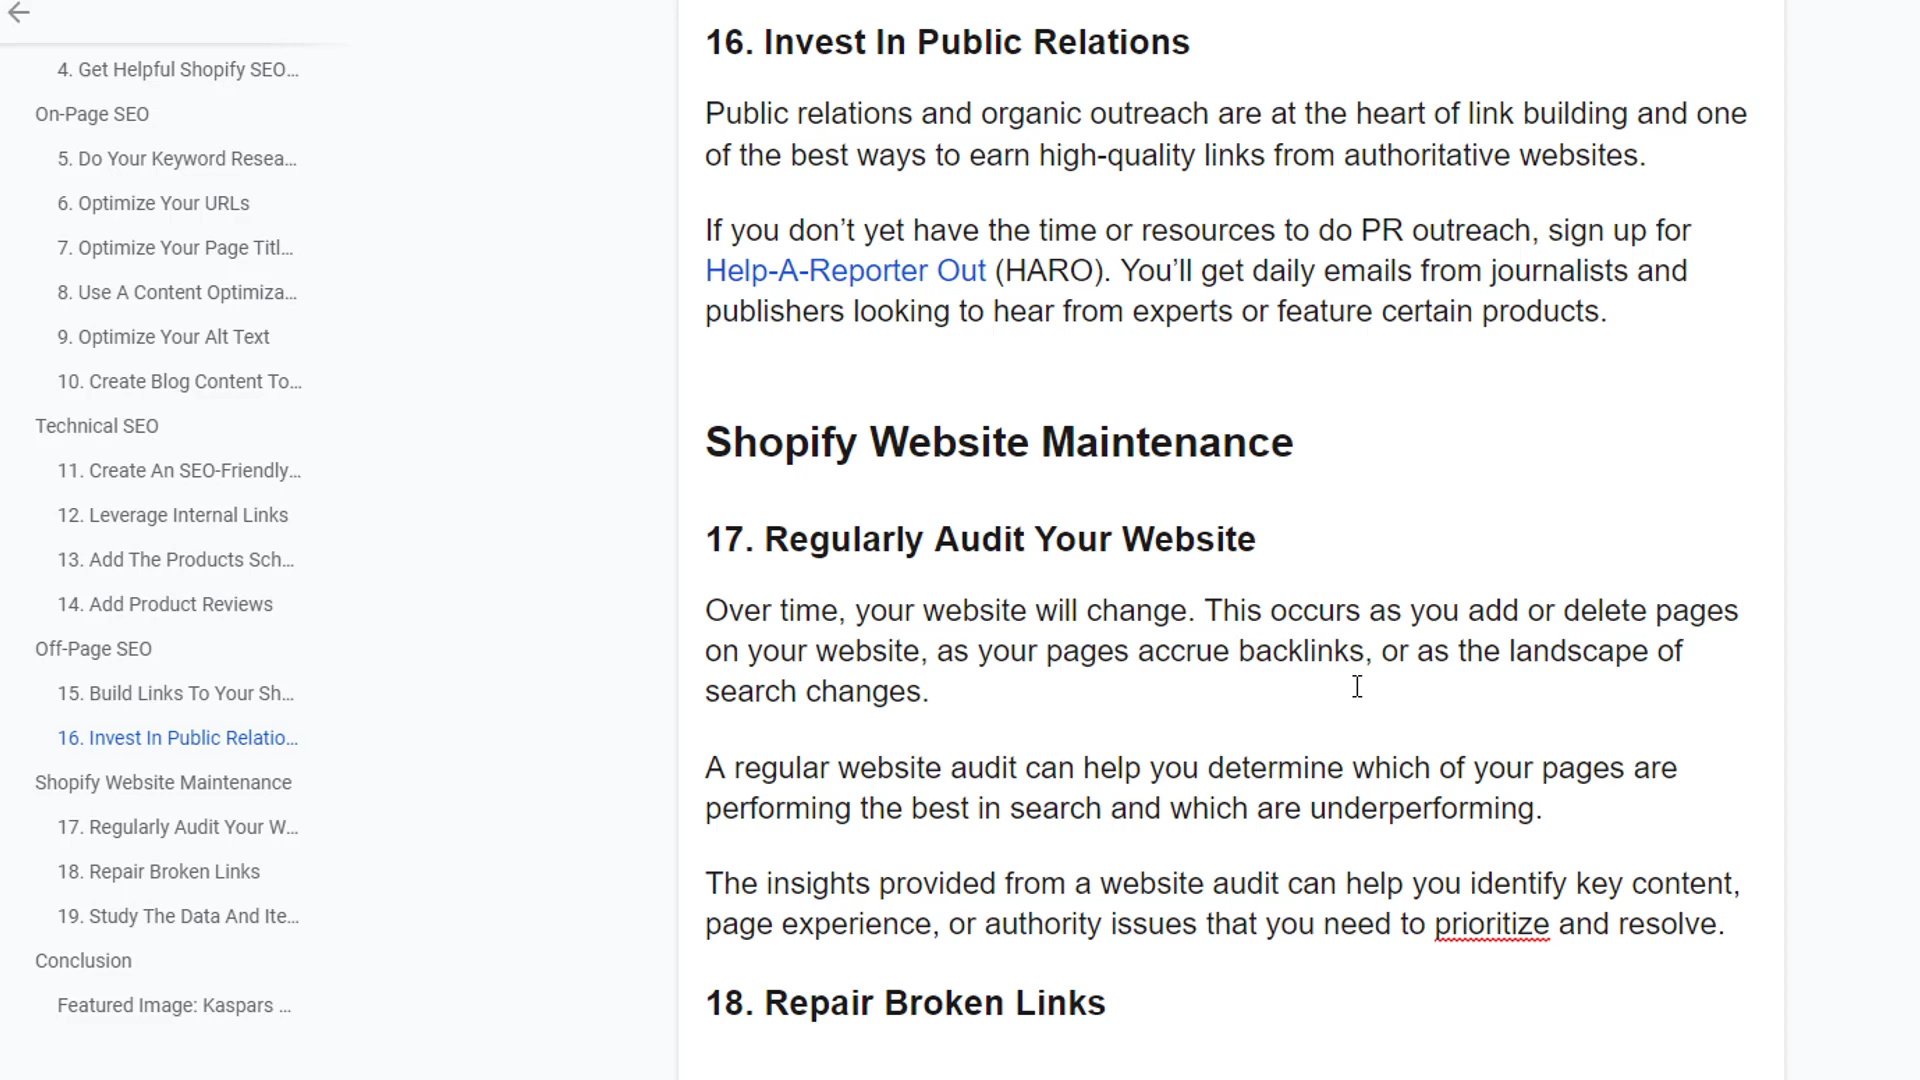 4. Get Helpful Shopify SEO...
On-Page SEO
5. Do Your Keyword Resea...
6. Optimize Your URLs
7. Optimize Your Page Titl...
8. Use A Content Optimiza...
9. Optimize Your Alt Text
10. Create Blog Content To...
Technical SEO
11. Create An SEO-Friendly...
12. Leverage Internal Links
13. Add The Products Sch...
14. Add Product Reviews
Off-Page SEO
15. Build Links To Your Sh...
16. Invest In Public Relatio...
Shopify Website Maintenance
17. Regularly Audit Your W...
18. Repair Broken Links
19. Study The Data And Ite...
Conclusion
Featured Image: Kaspars ...
16. Invest In Public Relations
Public relations and organic outreach are at the heart of link building and one
of the best ways to earn high-quality links from authoritative websites.
If you don’t yet have the time or resources to do PR outreach, sign up for
Help-A-Reporter Out (HARO). You’ll get daily emails from journalists and
publishers looking to hear from experts or feature certain products.
Shopify Website Maintenance
17. Regularly Audit Your Website
Over time, your website will change. This occurs as you add or delete pages
on your website, as your pages accrue backlinks, or as the landscape of
search changes.
A regular website audit can help you determine which of your pages are
performing the best in search and which are underperforming.
The insights provided from a website audit can help you identify key content,
page experience, or authority issues that you need to prioritize and resolve.
18. Repair Broken Links